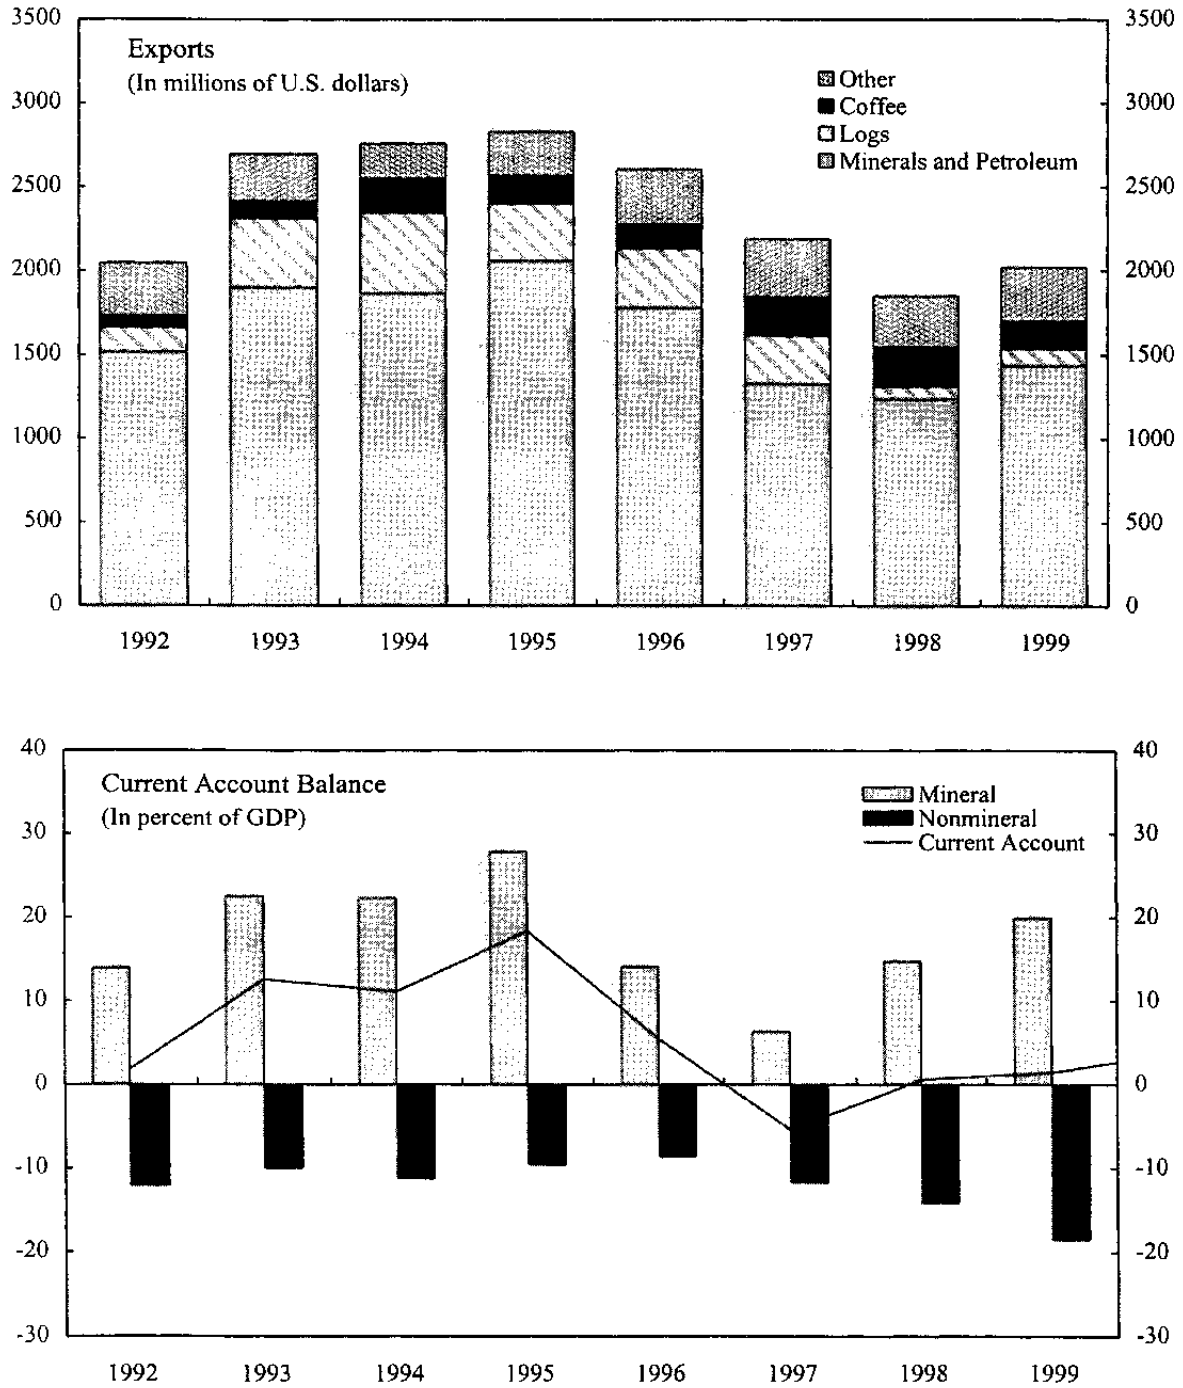 3500 3500
Exports
(In millions of U.S. dollars)
Other
3000 Coffee 3000
Logs
Minerals and Petroleum
2500 2500
2000 2000
1500 1500
1000 1000
500 500
0 0
1992 1993 1994 1995 1996 1997 1998 1999
40 40
Current Account Balance
(In percent of GDP)
Mineral
Nonmineral
30 Current Account 30
20 20
10 10
0 0
-10 -10
-20 -20
-30 -30
1992 1993 1994 1995 1996 1997 1998 1999